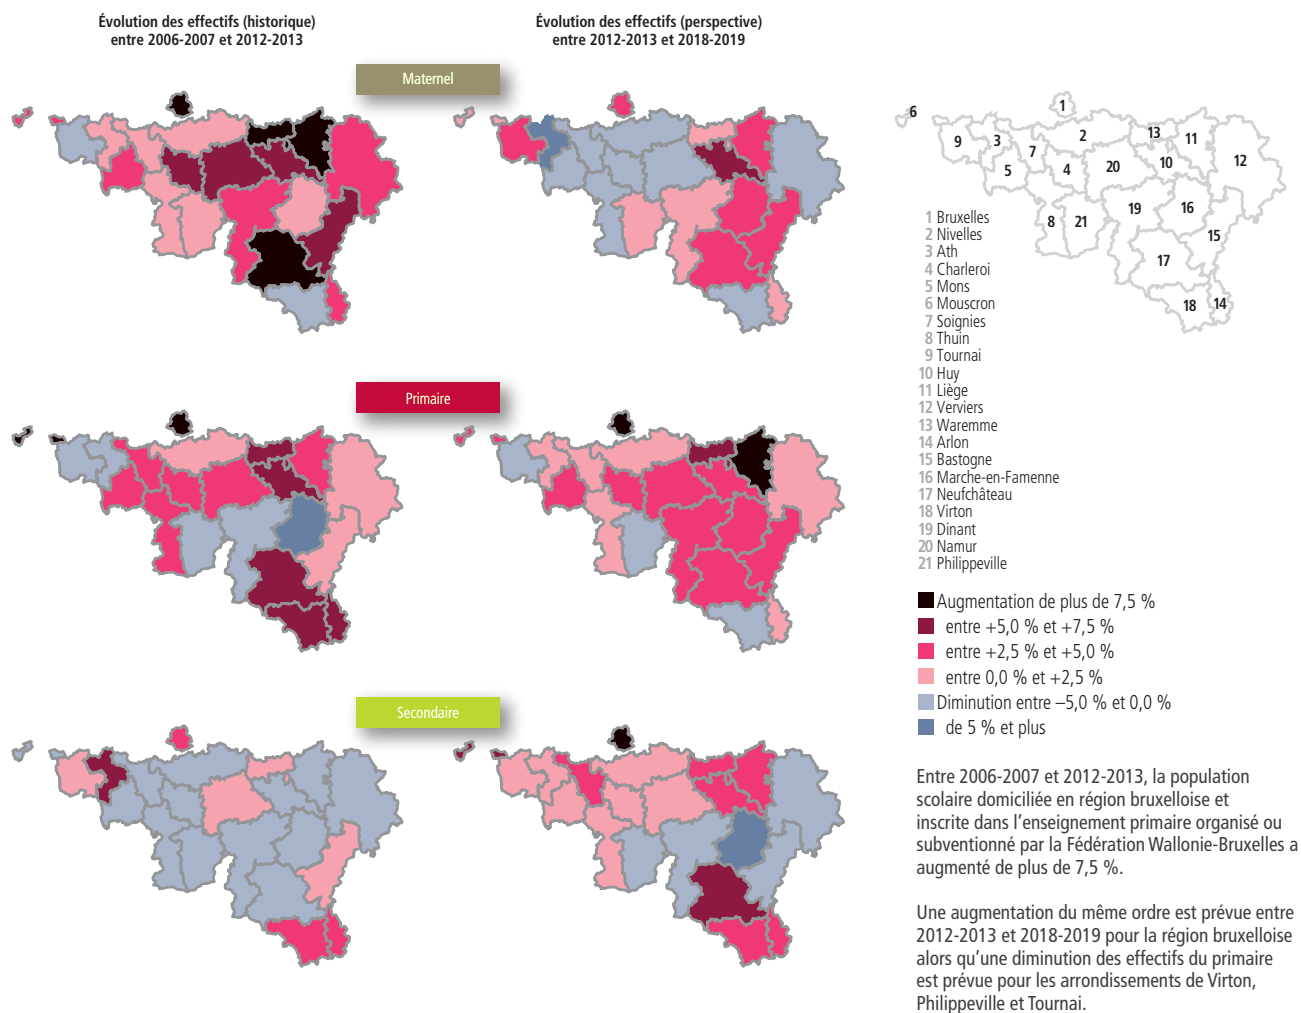 Évolution des effectifs (historique)
entre 2006-2007 et 2012-2013
Évolution des effectifs (perspective)
entre 2012-2013 et 2018-2019
Maternel
Primaire
Secondaire
1
2
3
4
5
6
7
8
9
10
11
12
13
14
15
16
17
18
19
20
21
1 Bruxelles
2 Nivelles
3 Ath
4 Charleroi
5 Mons
6 Mouscron
7 Soignies
8 Thuin
9 Tournai
10 Huy
11 Liège
12 Verviers
13 Waremme
14 Arlon
15 Bastogne
16 Marche-en-Famenne
17 Neufchâteau
18 Virton
19 Dinant
20 Namur
21 Philippeville
Augmentation de plus de 7,5 %
entre +5,0 % et +7,5 %
entre +2,5 % et +5,0 %
entre 0,0 % et +2,5 %
Diminution entre –5,0 % et 0,0 %
de 5 % et plus
Entre 2006-2007 et 2012-2013, la population
scolaire domiciliée en région bruxelloise et
inscrite dans l'enseignement primaire organisé ou
subventionné par la Fédération Wallonie-Bruxelles a
augmenté de plus de 7,5 %.
Une augmentation du même ordre est prévue entre
2012-2013 et 2018-2019 pour la région bruxelloise
alors qu'une diminution des effectifs du primaire
est prévue pour les arrondissements de Virton,
Philippeville et Tournai.